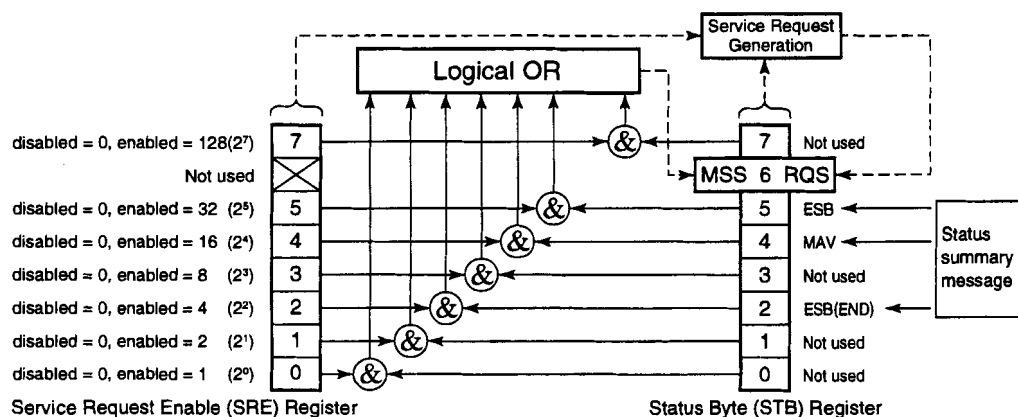 Service Request
Generation
Logical OR
disabled = 0, enabled = 128(2⁷)
7
&
7
Not used
Not used
MSS 6 RQS
disabled = 0, enabled = 32 (2⁵)
5
&
5
ESB
disabled = 0, enabled = 16 (2⁴)
4
&
4
MAV
Status
summary
message
disabled = 0, enabled = 8 (2³)
3
&
3
Not used
disabled = 0, enabled = 4 (2²)
2
&
2
ESB(END)
disabled = 0, enabled = 2 (2¹)
1
&
1
Not used
disabled = 0, enabled = 1 (2⁰)
0
&
0
Not used
Service Request Enable (SRE) Register
Status Byte (STB) Register